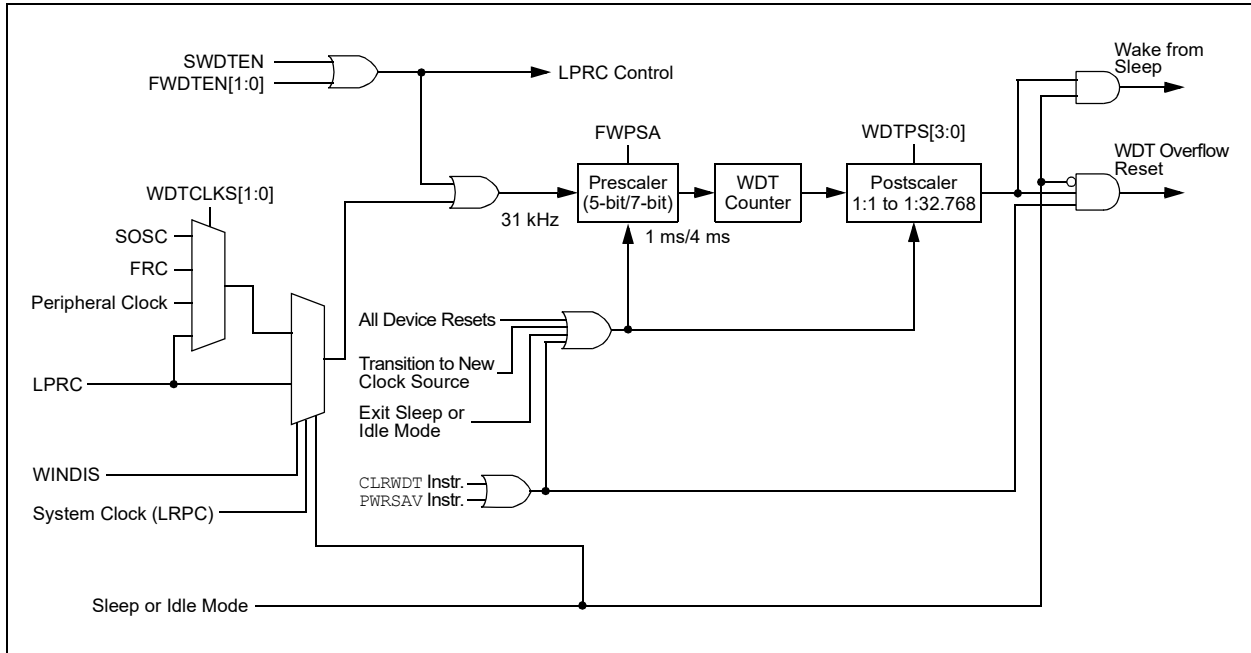 SWDTEN
FWDTEN[1:0]
LPRC Control
Wake from
Sleep
FWPSA
WDTPS[3:0]
WDT Overflow
Reset
Prescaler
(5-bit/7-bit)
WDT
Counter
Postscaler
1:1 to 1:32.768
31 kHz
1 ms/4 ms
WDTCLKS[1:0]
SOSC
FRC
Peripheral Clock
LPRC
All Device Resets
Transition to New
Clock Source
Exit Sleep or
Idle Mode
WINDIS
CLRWDT Instr.
PWRSAV Instr.
System Clock (LRPC)
Sleep or Idle Mode